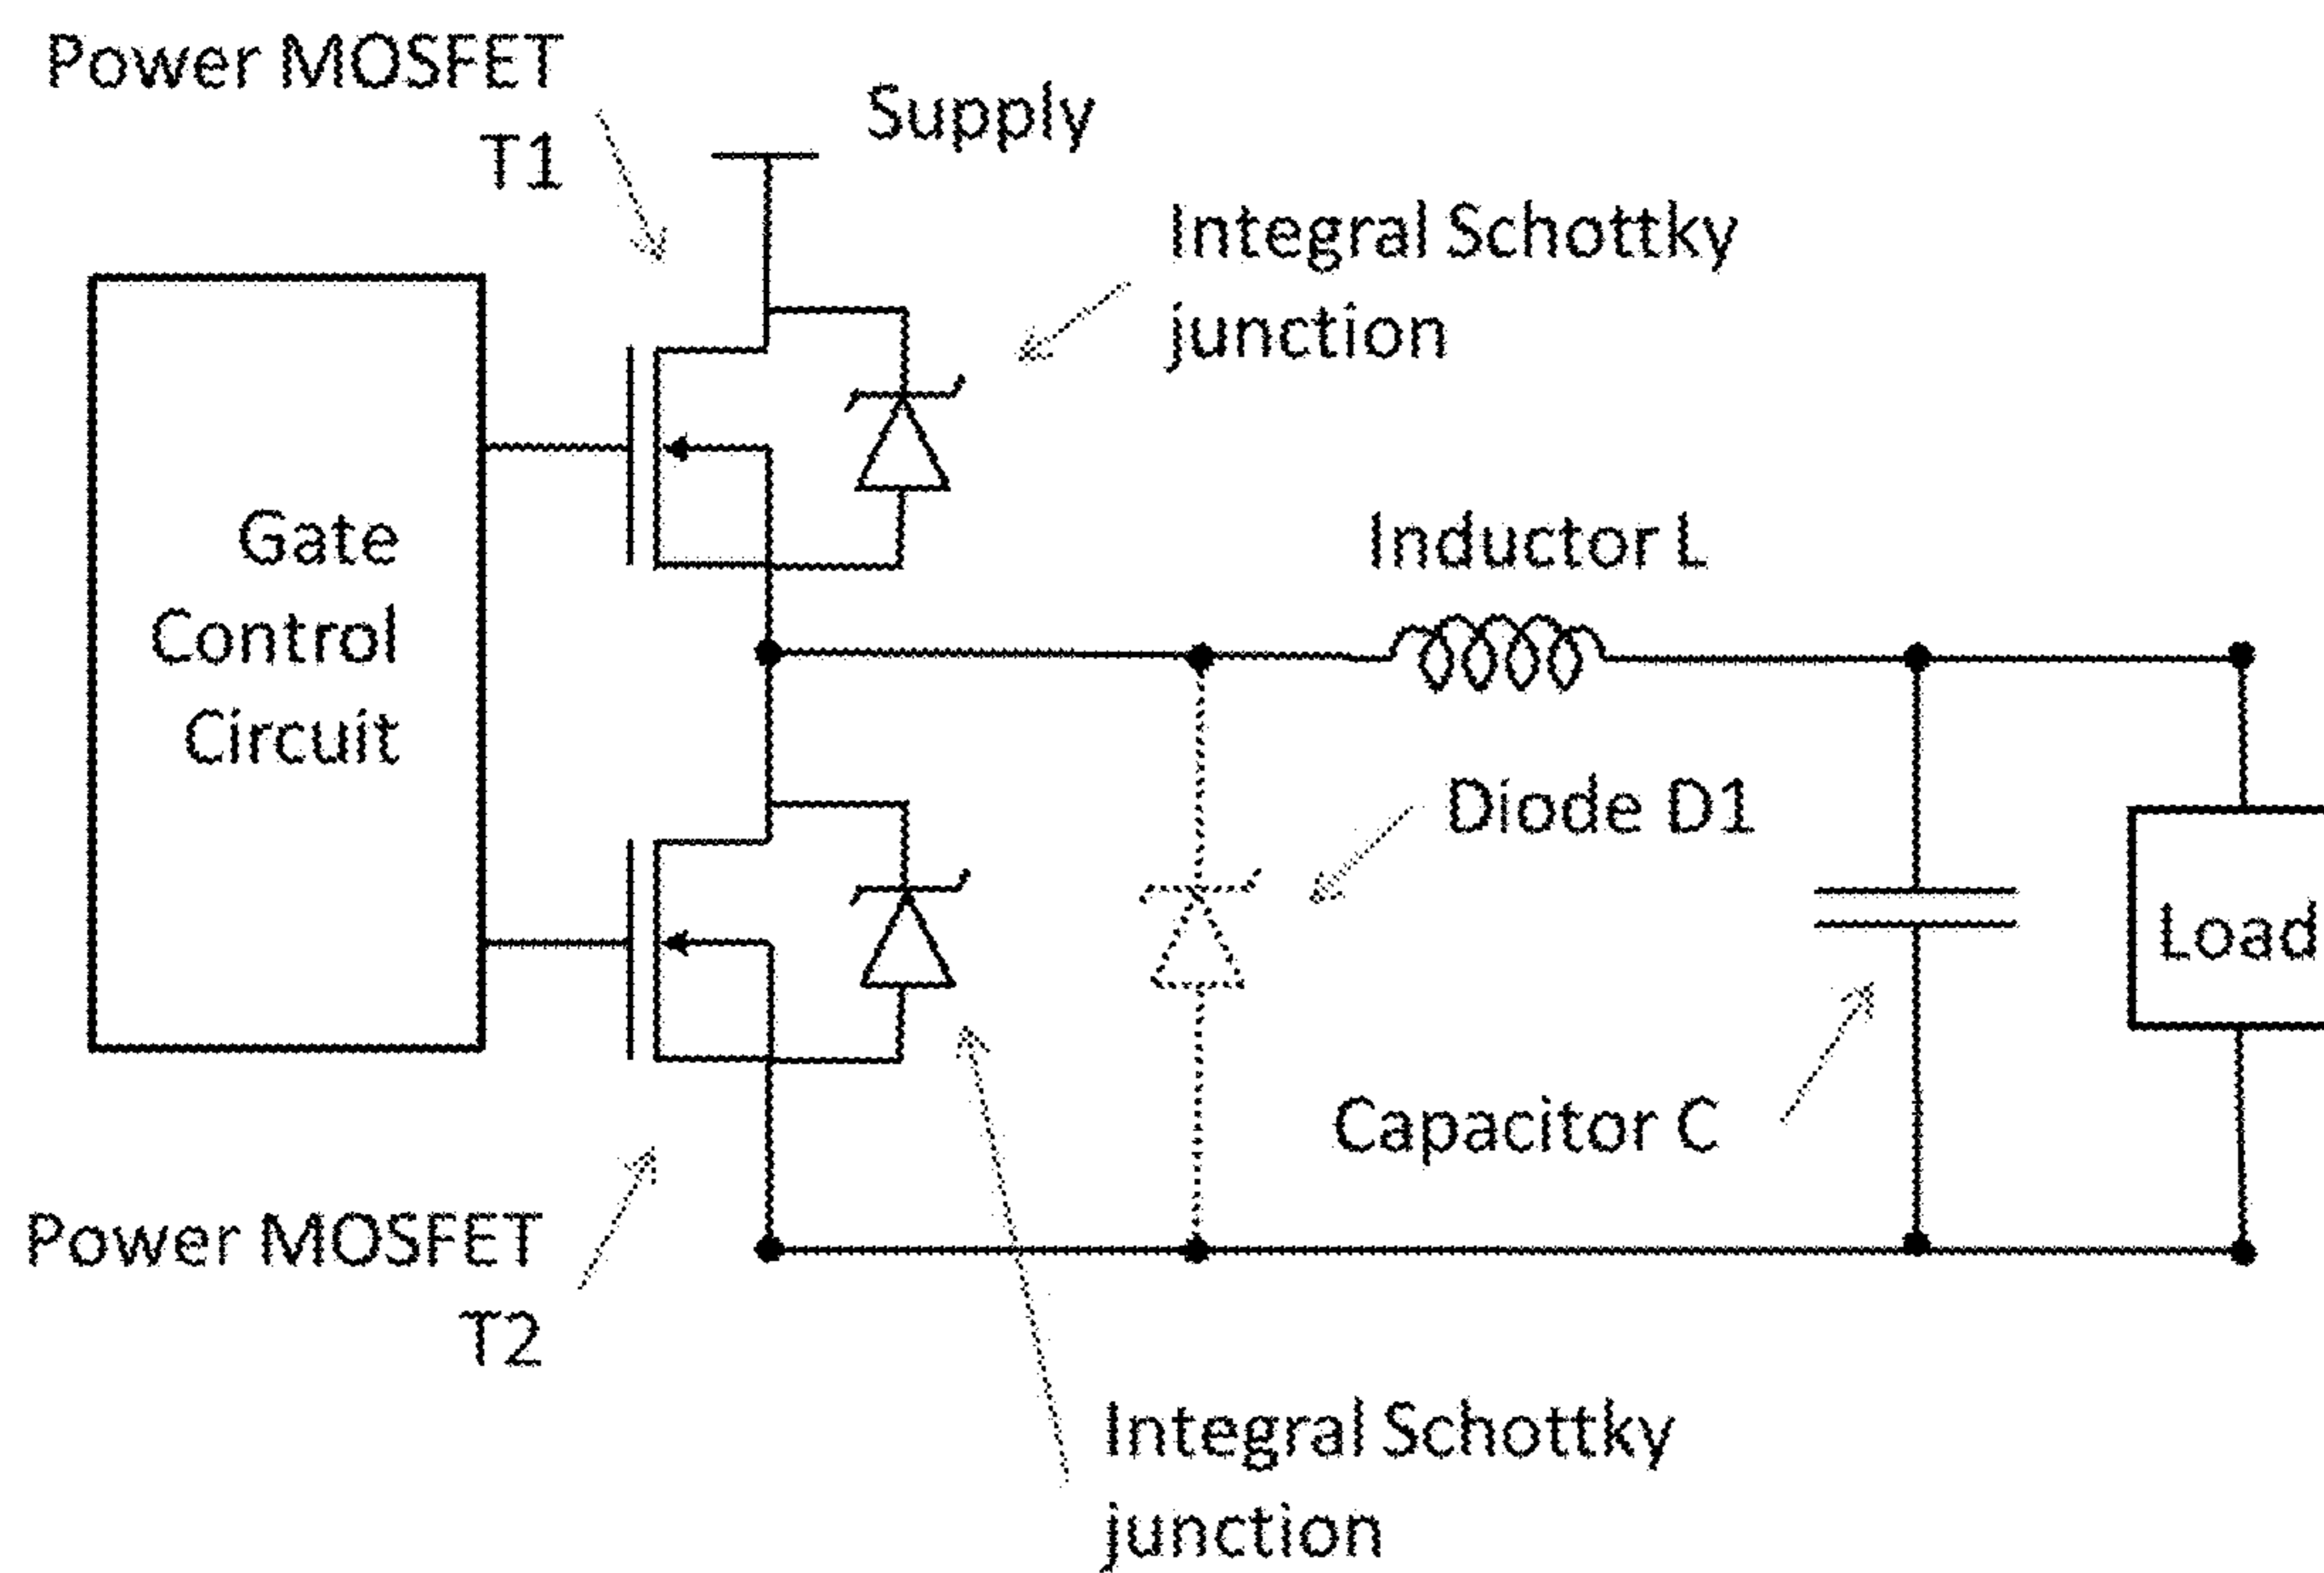 Power MOSFET
T1
Supply
Integral Schottky
junction
Gate
Control
Circuit
Inductor L
Diode D1
Load
Capacitor C
Power MOSFET
T2
Integral Schottky
junction